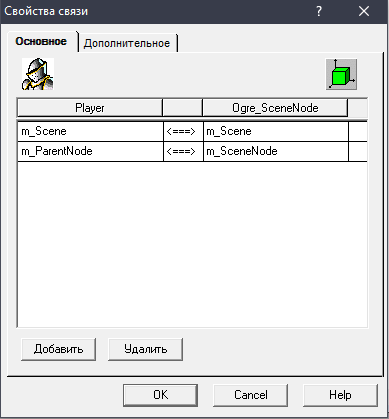 Свойства связи ? ×
Основное Дополнительное
Player Ogre_SceneNode
m_Scene <===> m_Scene
m_ParentNode <===> m_SceneNode
Добавить Удалить
OK Cancel Help